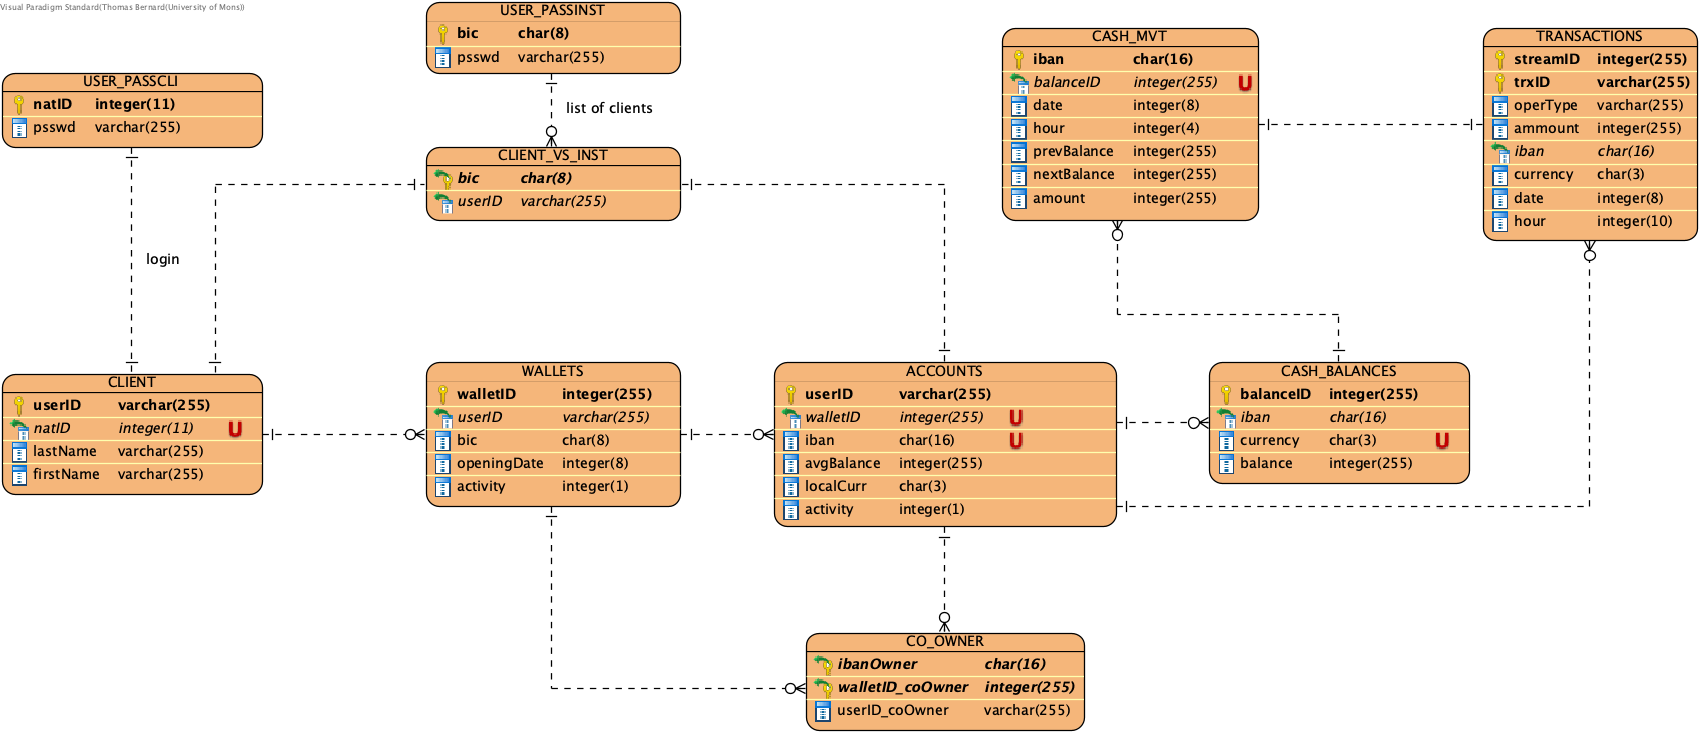 Visual Paradigm Standard(Thomas Bernard(University of Mons))
USER_PASSINST
bic char(8)
psswd varchar(255)
USER_PASSCLI
natID integer(11)
psswd varchar(255)
list of clients
CLIENT_VS_INST
bic char(8)
userID varchar(255)
CASH_MVT
iban char(16)
balanceID integer(255) U
date integer(8)
hour integer(4)
prevBalance integer(255)
nextBalance integer(255)
amount integer(255)
TRANSACTIONS
streamID integer(255)
trxID varchar(255)
operType varchar(255)
ammount integer(255)
iban char(16)
currency char(3)
date integer(8)
hour integer(10)
login
CLIENT
userID varchar(255)
natID integer(11) U
lastName varchar(255)
firstName varchar(255)
WALLETS
walletID integer(255)
userID varchar(255)
bic char(8)
openingDate integer(8)
activity integer(1)
ACCOUNTS
userID varchar(255)
walletID integer(255) U
iban char(16) U
avgBalance integer(255)
localCurr char(3)
activity integer(1)
CASH_BALANCES
balanceID integer(255)
iban char(16)
currency char(3) U
balance integer(255)
CO_OWNER
ibanOwner char(16)
walletID_coOwner integer(255)
userID_coOwner varchar(255)